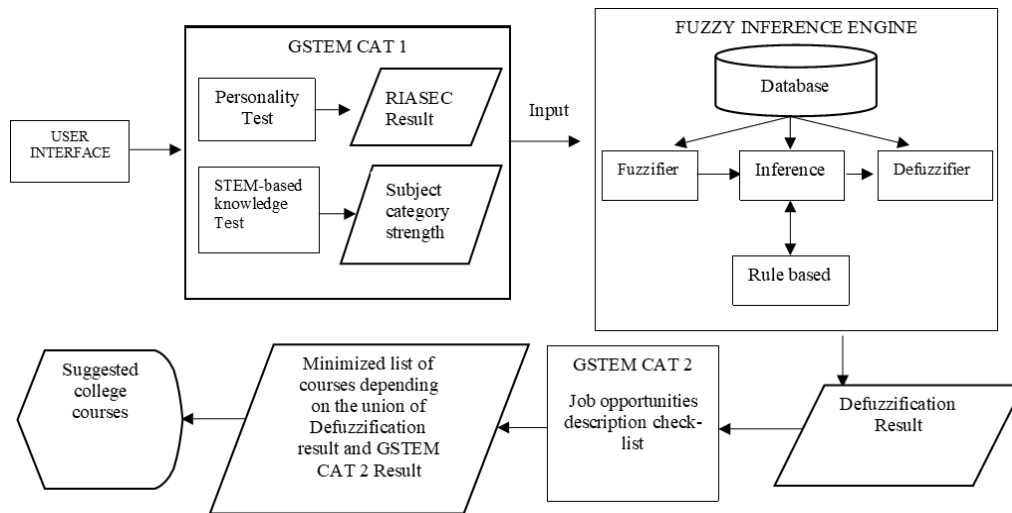 GSTEM CAT 1
Personality
Test
RIASEC
Result
USER
INTERFACE
STEM-based
knowledge
Test
Subject
category
strength
Input
FUZZY INFERENCE ENGINE
Database
Fuzzifier
Inference
Defuzzifier
Rule based
Suggested
college
courses
Minimized list of
courses depending
on the union of
Defuzzification
result and GSTEM
CAT 2 Result
GSTEM CAT 2
Job opportunities
description check-
list
Defuzzification
Result